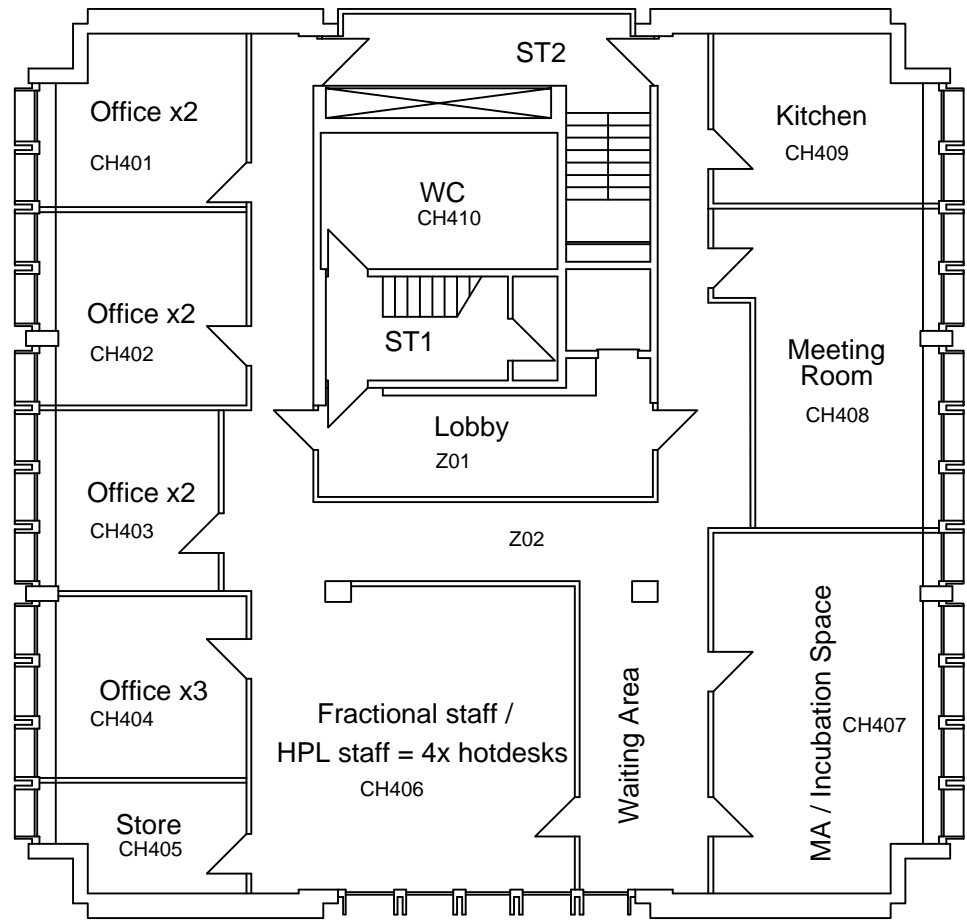 ST2
Office x2
CH401
Kitchen
CH409
WC
CH410
Office x2
CH402
ST1
Meeting
Room
CH408
Lobby
Z01
Office x2
CH403
Z02
Office x3
CH404
Fractional staff /
HPL staff = 4x hotdesks
CH406
Waiting Area
MA / Incubation Space
CH407
Store
CH405